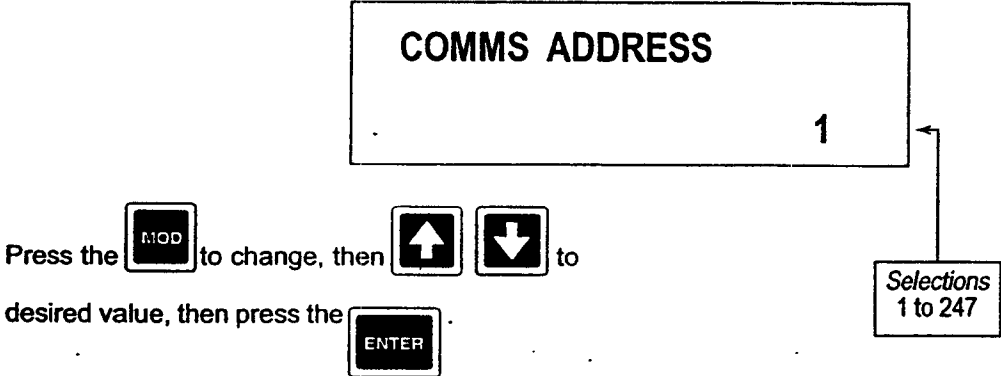 COMMS ADDRESS
1
Press the MOD to change, then to
desired value, then press the ENTER .
Selections
1 to 247